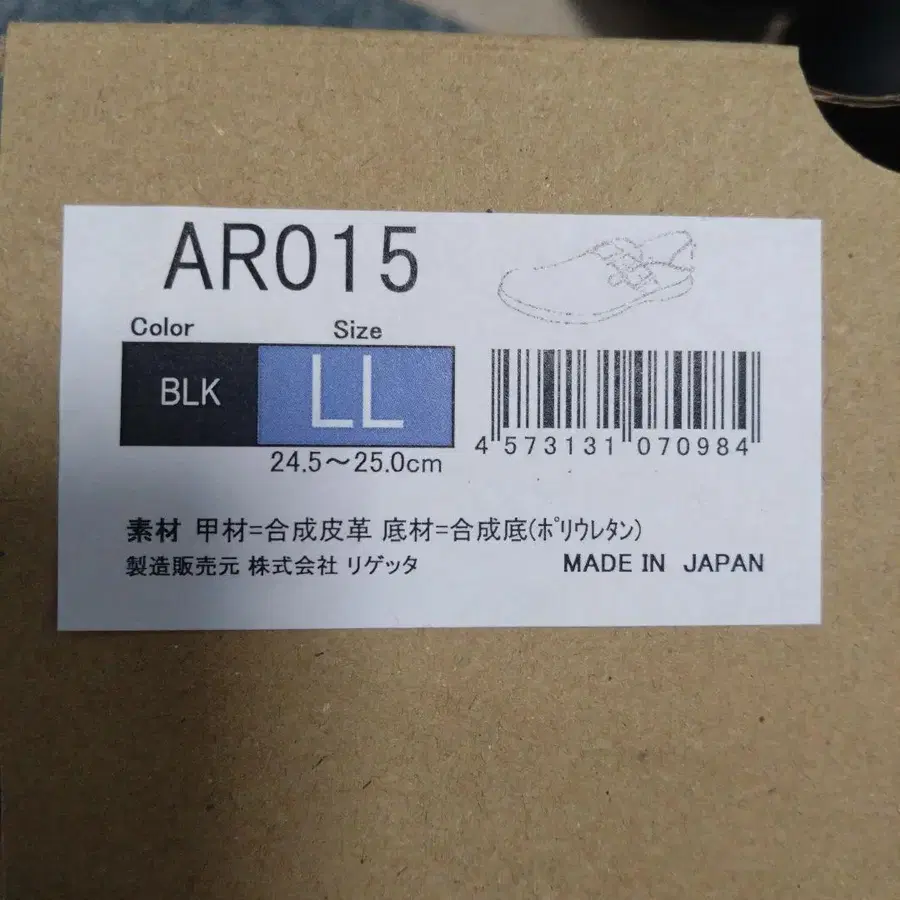 AR015
Color Size
BLK LL
24.5～25.0cm
4 573131 070984
素材 甲材=合成皮革 底材=合成底(ﾎﾟﾘｳﾚﾀﾝ)
製造販売元 株式会社 リゲッタ MADE IN JAPAN